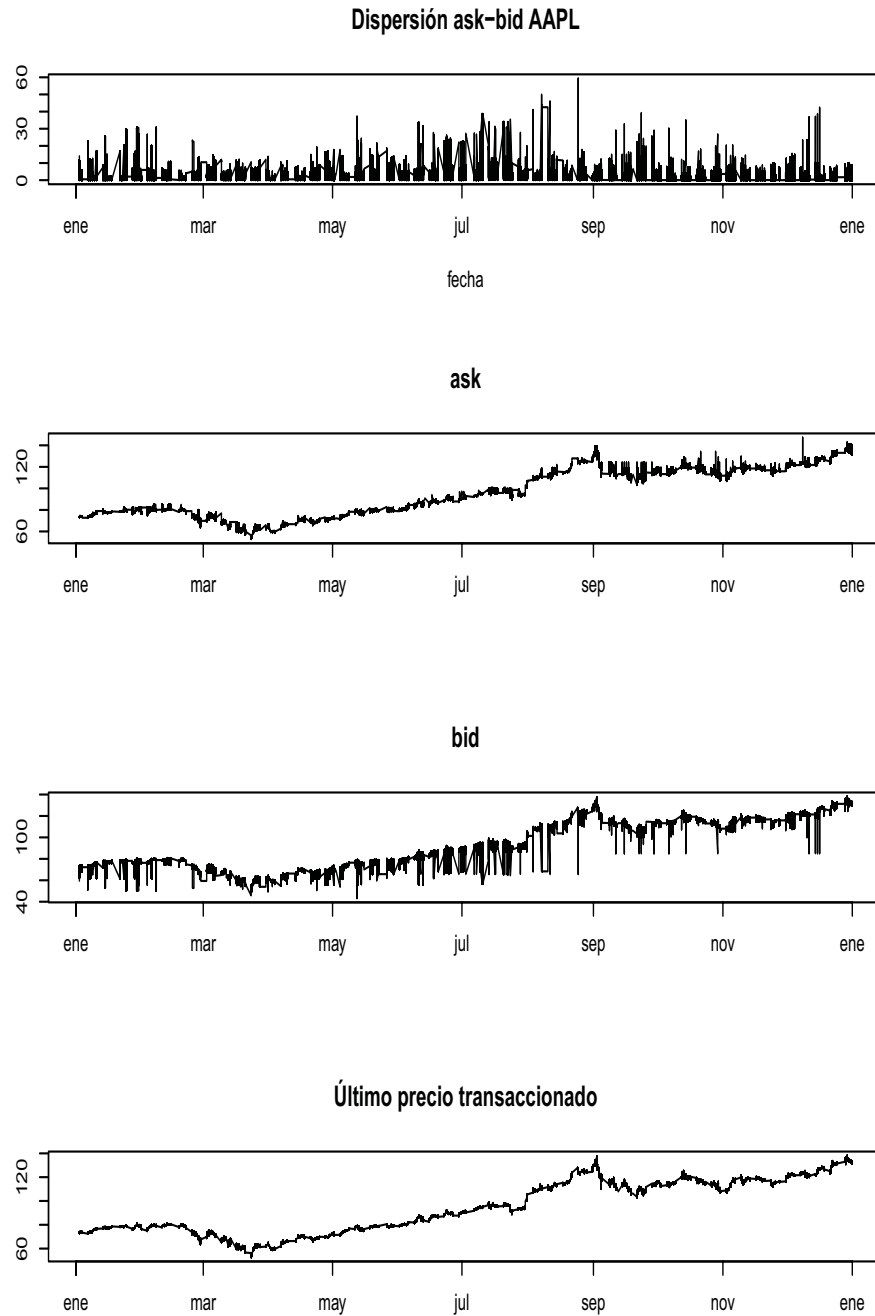 Dispersión ask−bid AAPL
60
30
0
ene mar may jul sep nov ene
fecha
ask
120
60
ene mar may jul sep nov ene
bid
100
40
ene mar may jul sep nov ene
Último precio transaccionado
120
60
ene mar may jul sep nov ene